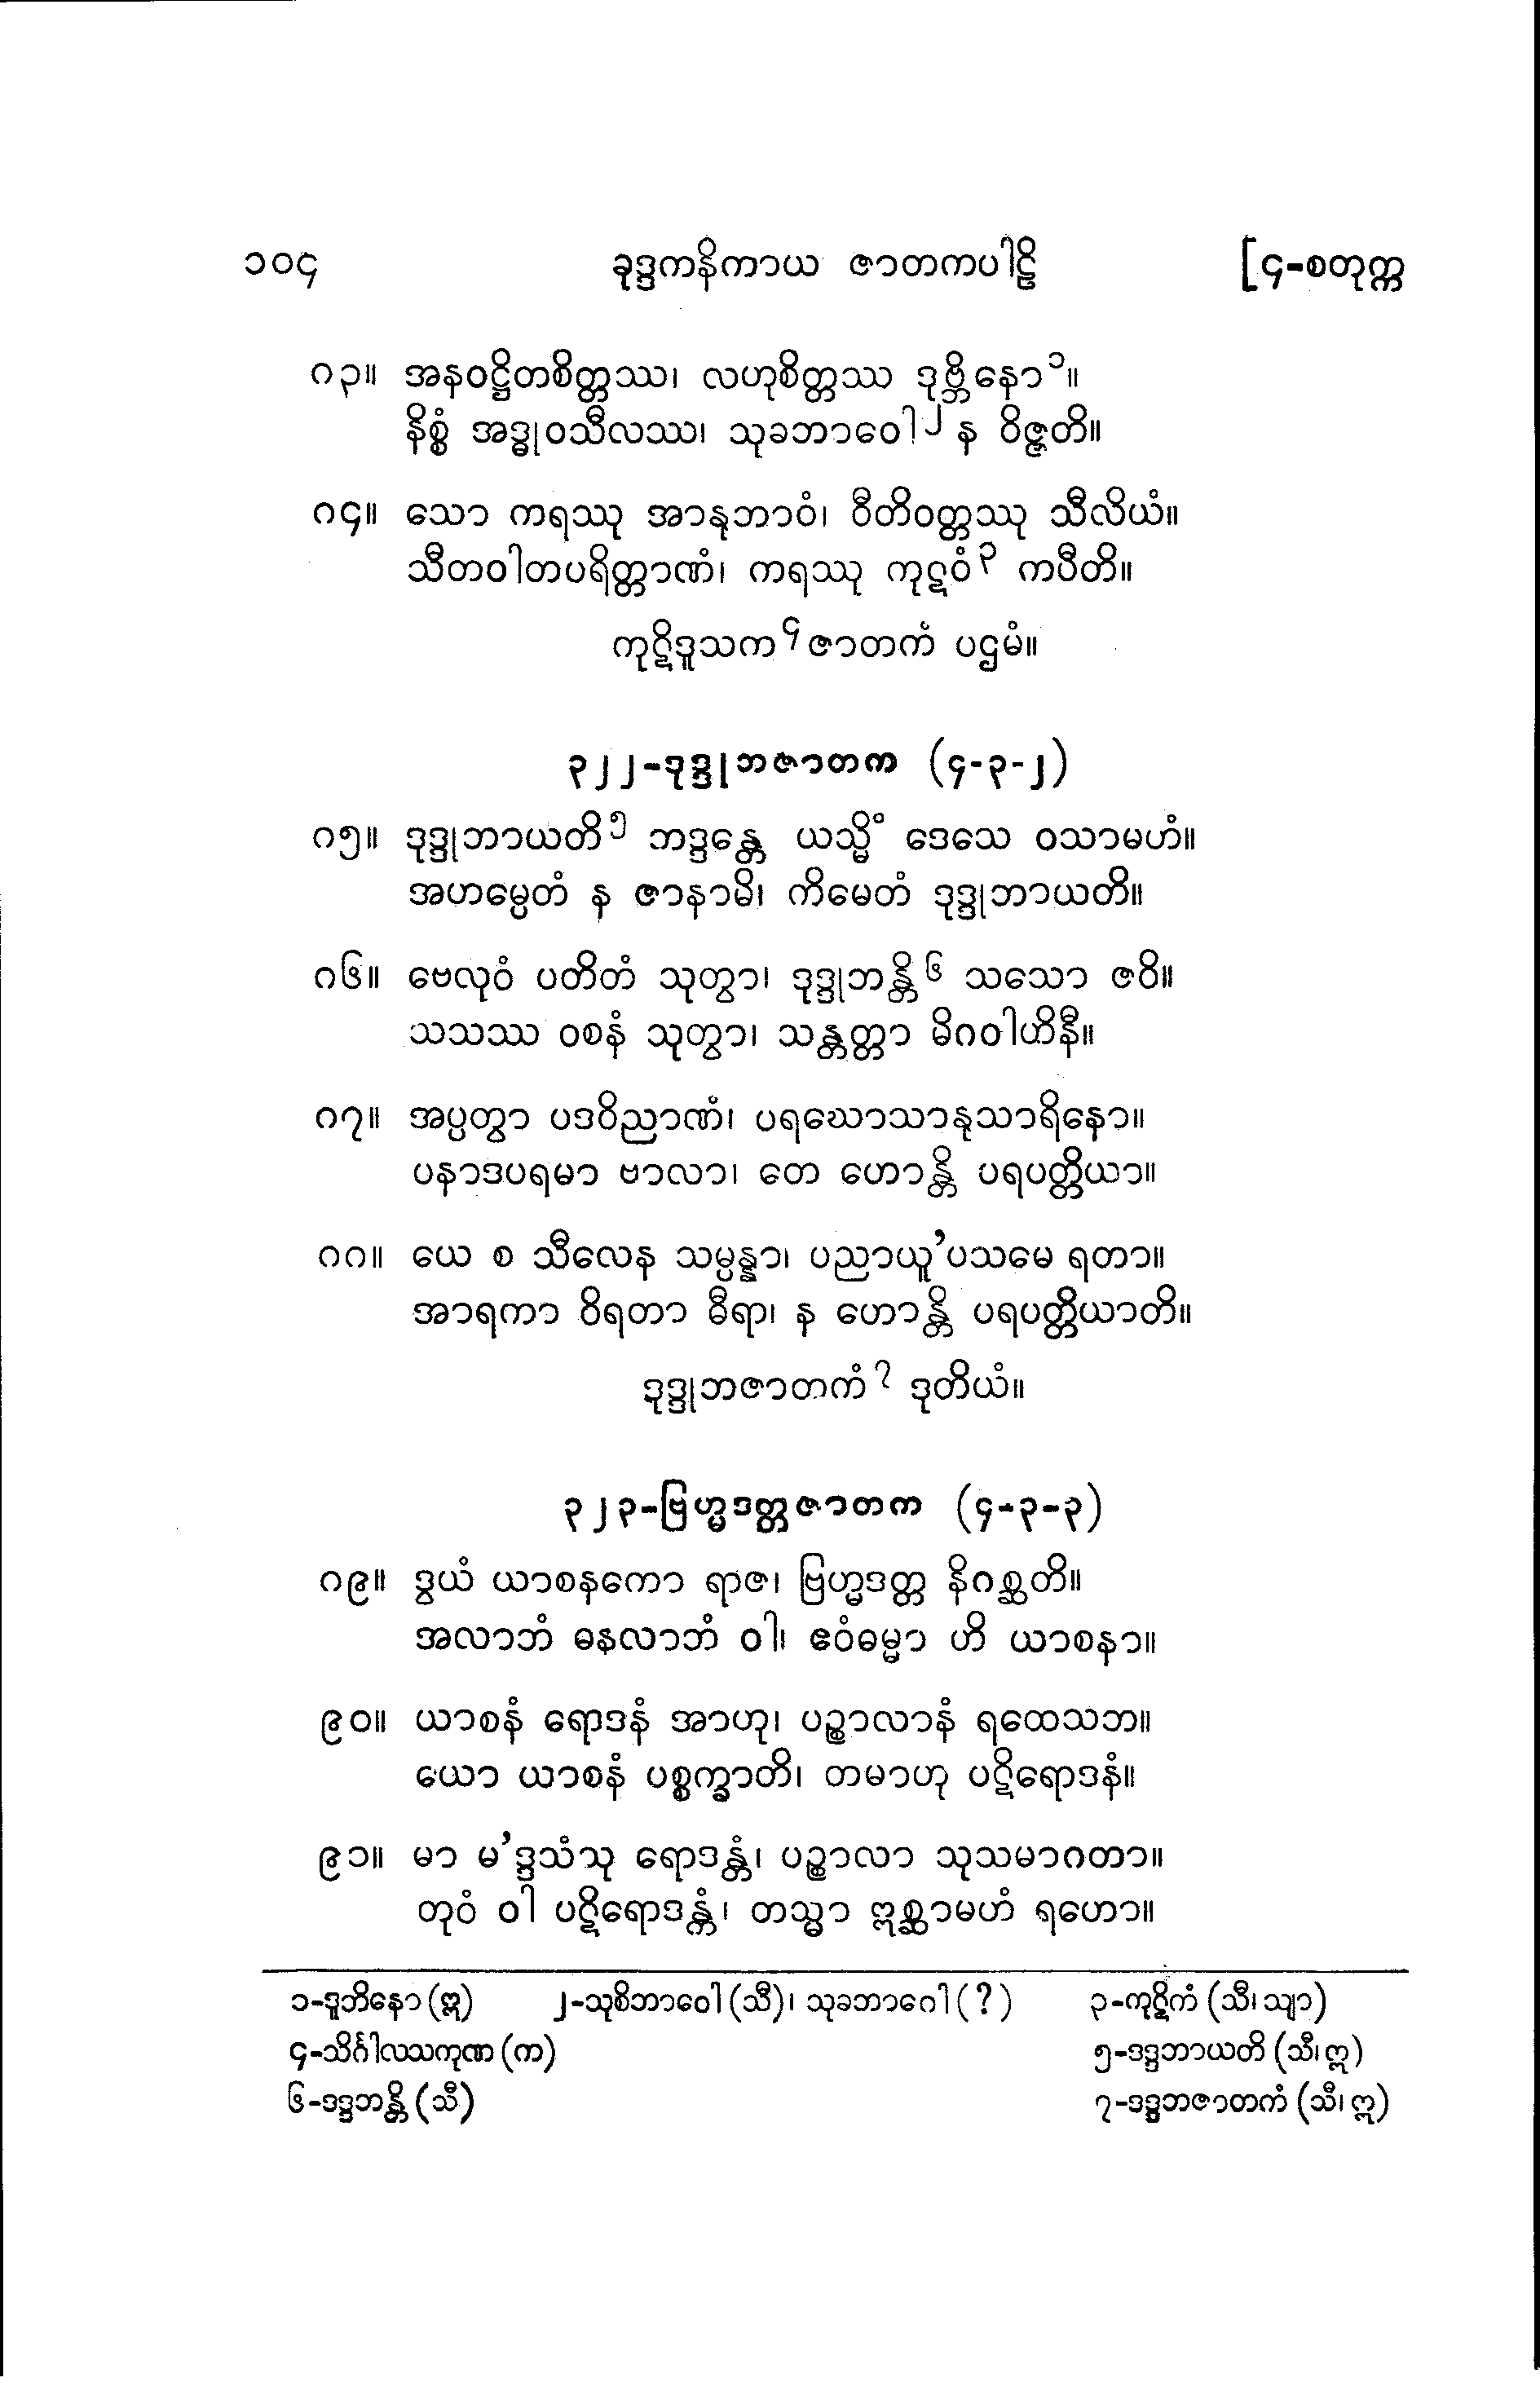 ၁၀၄ ခုဒ္ဒကနိကာယ ဇာတကပါဠိ [၄-စတုက္က
၈၃။ အနဝဋ္ဌိတစိတ္တဿ၊ လဟုစိတ္တဿ ဒုဗ္ဘိနော၁။
နိစ္စံ အဒ္ဓုဝသီလဿ၊ သုခဘာဝေါ၂ န ဝိဇ္ဇတိ။
၈၄။ သော ကရဿု အာနုဘာဝံ၊ ဝီတိဝတ္တဿု သီလိယံ။
သီတဝါတပရိတ္တာဏံ၊ ကရဿု ကုဋဝံ၃ ကပီတိ။
ကုဋိဒူသက၄ဇာတကံ ပဌမံ။
၃၂၂-ဒုဒ္ဒုဘဇာတက (၄-၃-၂)
၈၅။ ဒုဒ္ဒုဘာယတိ၅ ဘဒ္ဒန္တေ ယသ္မိံ ဒေသေ ဝသာမဟံ။
အဟမ္ပေတံ န ဇာနာမိ၊ ကိမေတံ ဒုဒ္ဒုဘာယတိ။
၈၆။ ဗေလုဝံ ပတိတံ သုတွာ၊ ဒုဒ္ဒုဘန္တိ၆ သသော ဇဝိ။
သသဿ ဝစနံ သုတွာ၊ သန္တတ္တာ မိဂဝါဟိနီ။
၈၇။ အပ္ပတွာ ပဒဝိညာဏံ၊ ပရဃောသာနုသာရိနော။
ပနာဒပရမာ ဗာလာ၊ တေ ဟောန္တိ ပရပတ္တိယာ။
၈၈။ ယေ စ သီလေန သမ္ပန္နာ၊ ပညာယူ’ပသမေ ရတာ။
အာရကာ ဝိရတာ ဓီရာ၊ န ဟောန္တိ ပရပတ္တိယာတိ။
ဒုဒ္ဒုဘဇာတကံ၇ ဒုတိယံ။
၃၂၃-ဗြဟ္မဒတ္တဇာတက (၄-၃-၃)
၈၉။ ဒွယံ ယာစနကော ရာဇ၊ ဗြဟ္မဒတ္တ နိဂစ္ဆတိ။
အလာဘံ ဓနလာဘံ ဝါ၊ ဧဝံဓမ္မာ ဟိ ယာစနာ။
၉၀။ ယာစနံ ရောဒနံ အာဟု၊ ပဉ္စာလာနံ ရထေသဘ။
ယော ယာစနံ ပစ္စက္ခာတိ၊ တမာဟု ပဋိရောဒနံ။
၉၁။ မာ မ’ဒ္ဒသံသု ရောဒန္တံ၊ ပဉ္စာလာ သုသမာဂတာ။
တုဝံ ဝါ ပဋိရောဒန္တံ၊ တသ္မာ ဣစ္ဆာမဟံ ရဟော။
၁-ဒူဘိနော (ဣ) ၂-သုစိဘာဝေါ (သီ)၊ သုခဘာဂေါ (?) ၃-ကုဋိကံ (သီ၊ သျာ)
၄-သိင်္ဂါလသကုဏ (က) ၅-ဒဒ္ဒဘာယတိ (သီ၊ ဣ)
၆-ဒဒ္ဒဘန္တိ (သီ) ၇-ဒဒ္ဒဘဇာတကံ (သီ၊ ဣ)